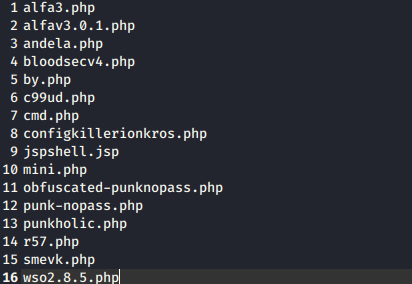 1 alfa3.php
2 alfav3.0.1.php
3 andela.php
4 bloodsecv4.php
5 by.php
6 c99ud.php
7 cmd.php
8 configkillerionkros.php
9 jspshell.jsp
10 mini.php
11 obfuscated-punknopass.php
12 punk-nopass.php
13 punkholic.php
14 r57.php
15 smevk.php
16 wso2.8.5.php